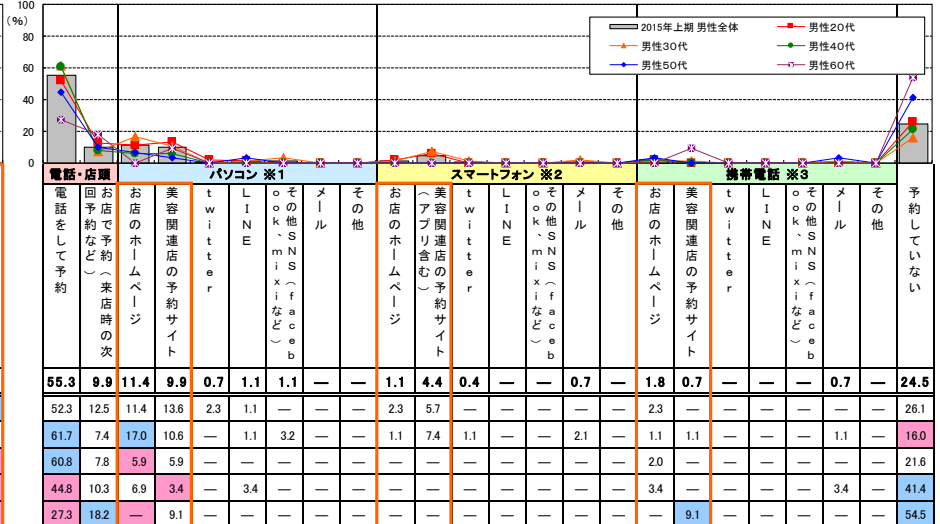 100
(%)
80
60
40
20
0
2015年上期 男性全体
男性20代
男性30代
男性40代
男性50代
男性60代
電話・店頭
パソコン ※1
スマートフォン ※2
携帯電話 ※3
電話をして予約
お店で予約（来店時の次回予約など）
お店のホームページ
美容関連店の予約サイト
twitter
LINE
その他SNS（facebook、mixiなど）
メール
その他
お店のホームページ
美容関連店の予約サイト（アプリ含む）
twitter
LINE
その他SNS（facebook、mixiなど）
メール
その他
お店のホームページ
美容関連店の予約サイト
twitter
LINE
その他SNS（facebook、mixiなど）
メール
その他
予約していない
55.3 9.9 11.4 9.9 0.7 1.1 1.1 — — 1.1 4.4 0.4 — — 0.7 — 1.8 0.7 — — — 0.7 — 24.5
52.3 12.5 11.4 13.6 2.3 1.1 — — — 2.3 5.7 — — — — — 2.3 — — — — — — 26.1
61.7 7.4 17.0 10.6 — 1.1 3.2 — — 1.1 7.4 1.1 — — 2.1 — 1.1 1.1 — — — 1.1 — 16.0
60.8 7.8 5.9 5.9 — — — — — — — — — — — — 2.0 — — — — — — 21.6
44.8 10.3 6.9 3.4 — 3.4 — — — — — — — — — — 3.4 — — — — 3.4 — 41.4
27.3 18.2 — 9.1 — — — — — — — — — — — — — 9.1 — — — — — 54.5